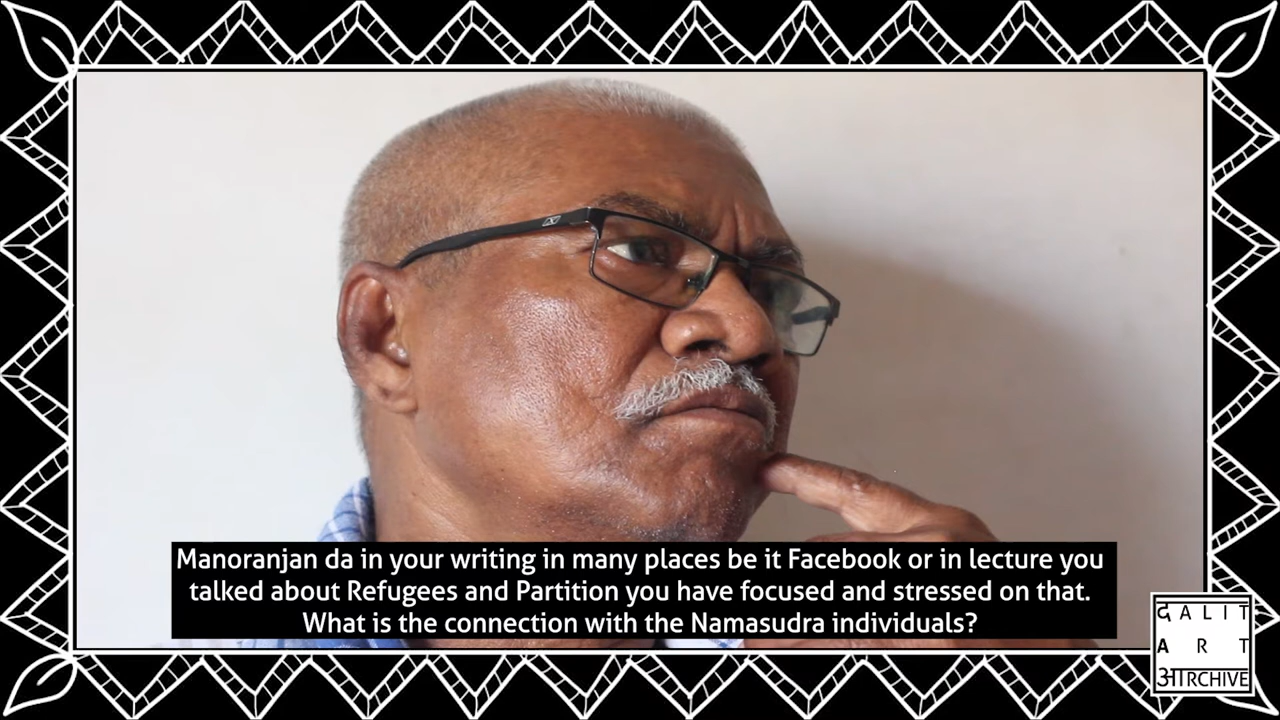 Manoranjan da in your writing in many places be it Facebook or in lecture you
talked about Refugees and Partition you have focused and stressed on that.
What is the connection with the Namasudra individuals?
दALIT
ART
आRCHIVE